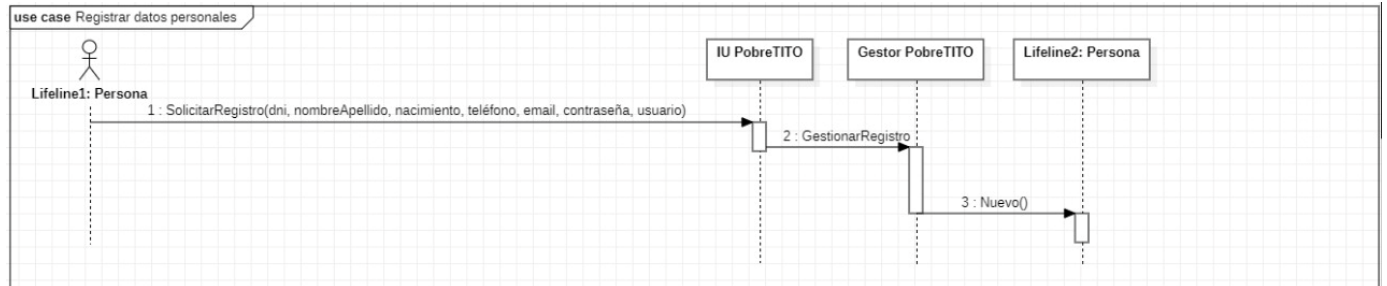 use case Registrar datos personales
IU PobreTITO
Gestor PobreTITO
Lifeline2: Persona
Lifeline1: Persona
1 : SolicitarRegistro(dni, nombreApellido, nacimiento, teléfono, email, contraseña, usuario)
2 : GestionarRegistro
3 : Nuevo()